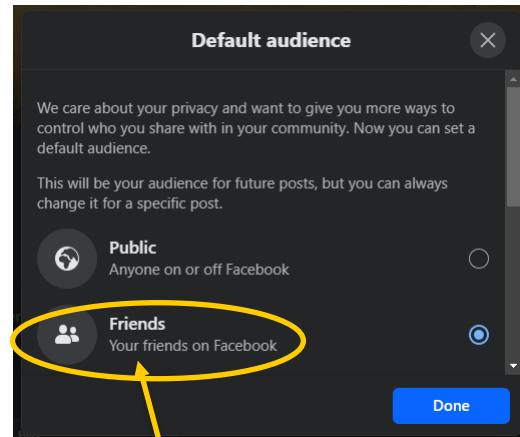 Default audience
We care about your privacy and want to give you more ways to
control who you share with in your community. Now you can set a
default audience.
This will be your audience for future posts, but you can always
change it for a specific post.
Public
Anyone on or off Facebook
Friends
Your friends on Facebook
Done